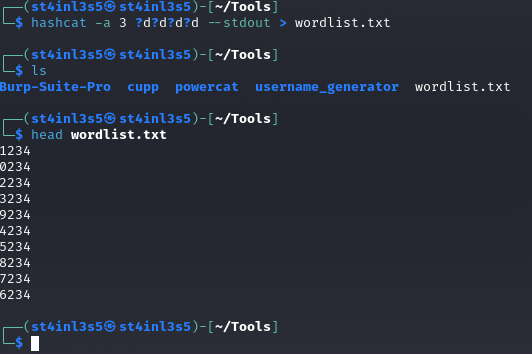 ┌──(st4inl3s5㉿st4inl3s5)-[~/Tools]
└─$ hashcat -a 3 ?d?d?d?d --stdout > wordlist.txt
┌──(st4inl3s5㉿st4inl3s5)-[~/Tools]
└─$ ls
Burp-Suite-Pro  cupp  powercat  username_generator  wordlist.txt
┌──(st4inl3s5㉿st4inl3s5)-[~/Tools]
└─$ head wordlist.txt
1234
0234
2234
3234
9234
4234
5234
8234
7234
6234
┌──(st4inl3s5㉿st4inl3s5)-[~/Tools]
└─$